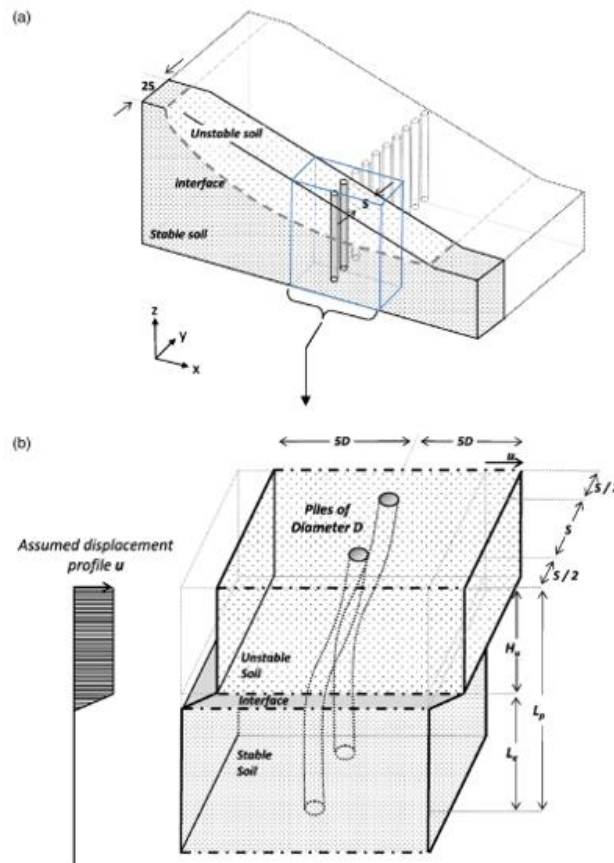 (a)
2S
Unstable soil
interface
Stable soil
S
z
y
x
(b)
5D
5D
u
S / 2
S
S / 2
Piles of
Diameter D
Assumed displacement
profile u
Unstable
Soil
Interface
Stable
Soil
Hu
Lp
Le